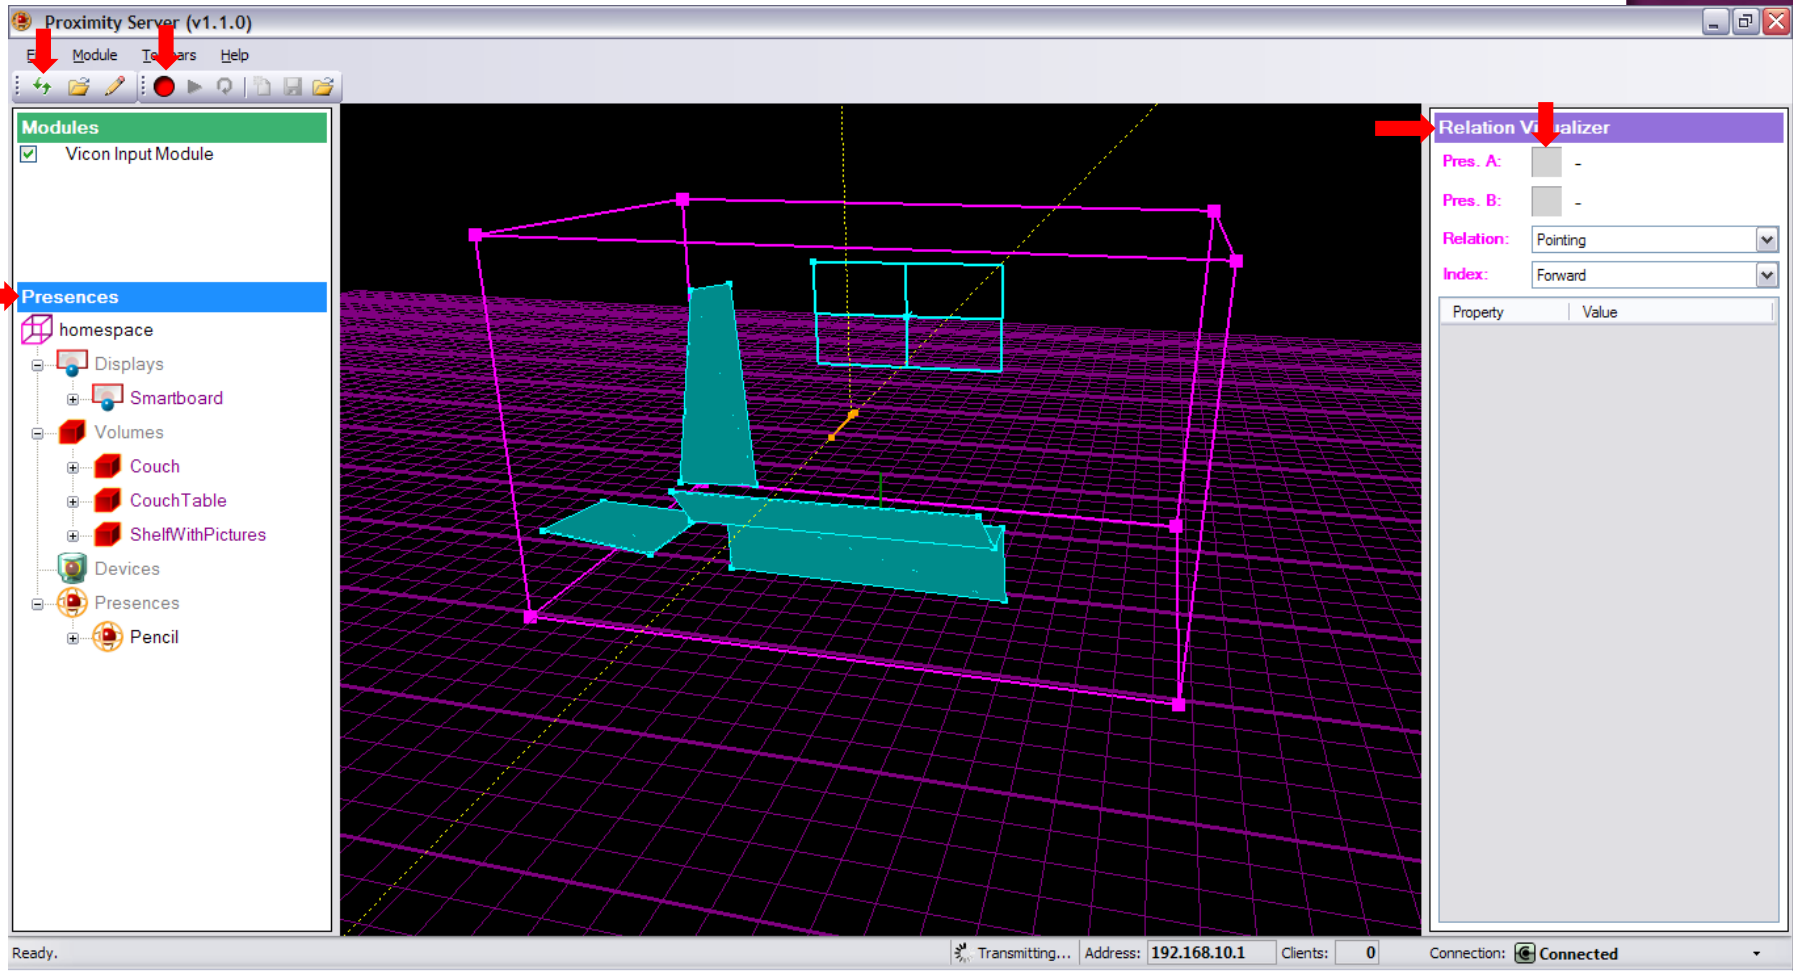 Proximity Server (v1.1.0)
Module Help
Modules
Vicon Input Module
Presences
homespace
Displays
Smartboard
Volumes
Couch
CouchTable
ShelfWithPictures
Devices
Presences
Pencil
Relation Visualizer
Pres. A: -
Pres. B: -
Relation: Pointing
Index: Forward
Property Value
Ready. Transmitting... Address: 192.168.10.1 Clients: 0 Connection: Connected